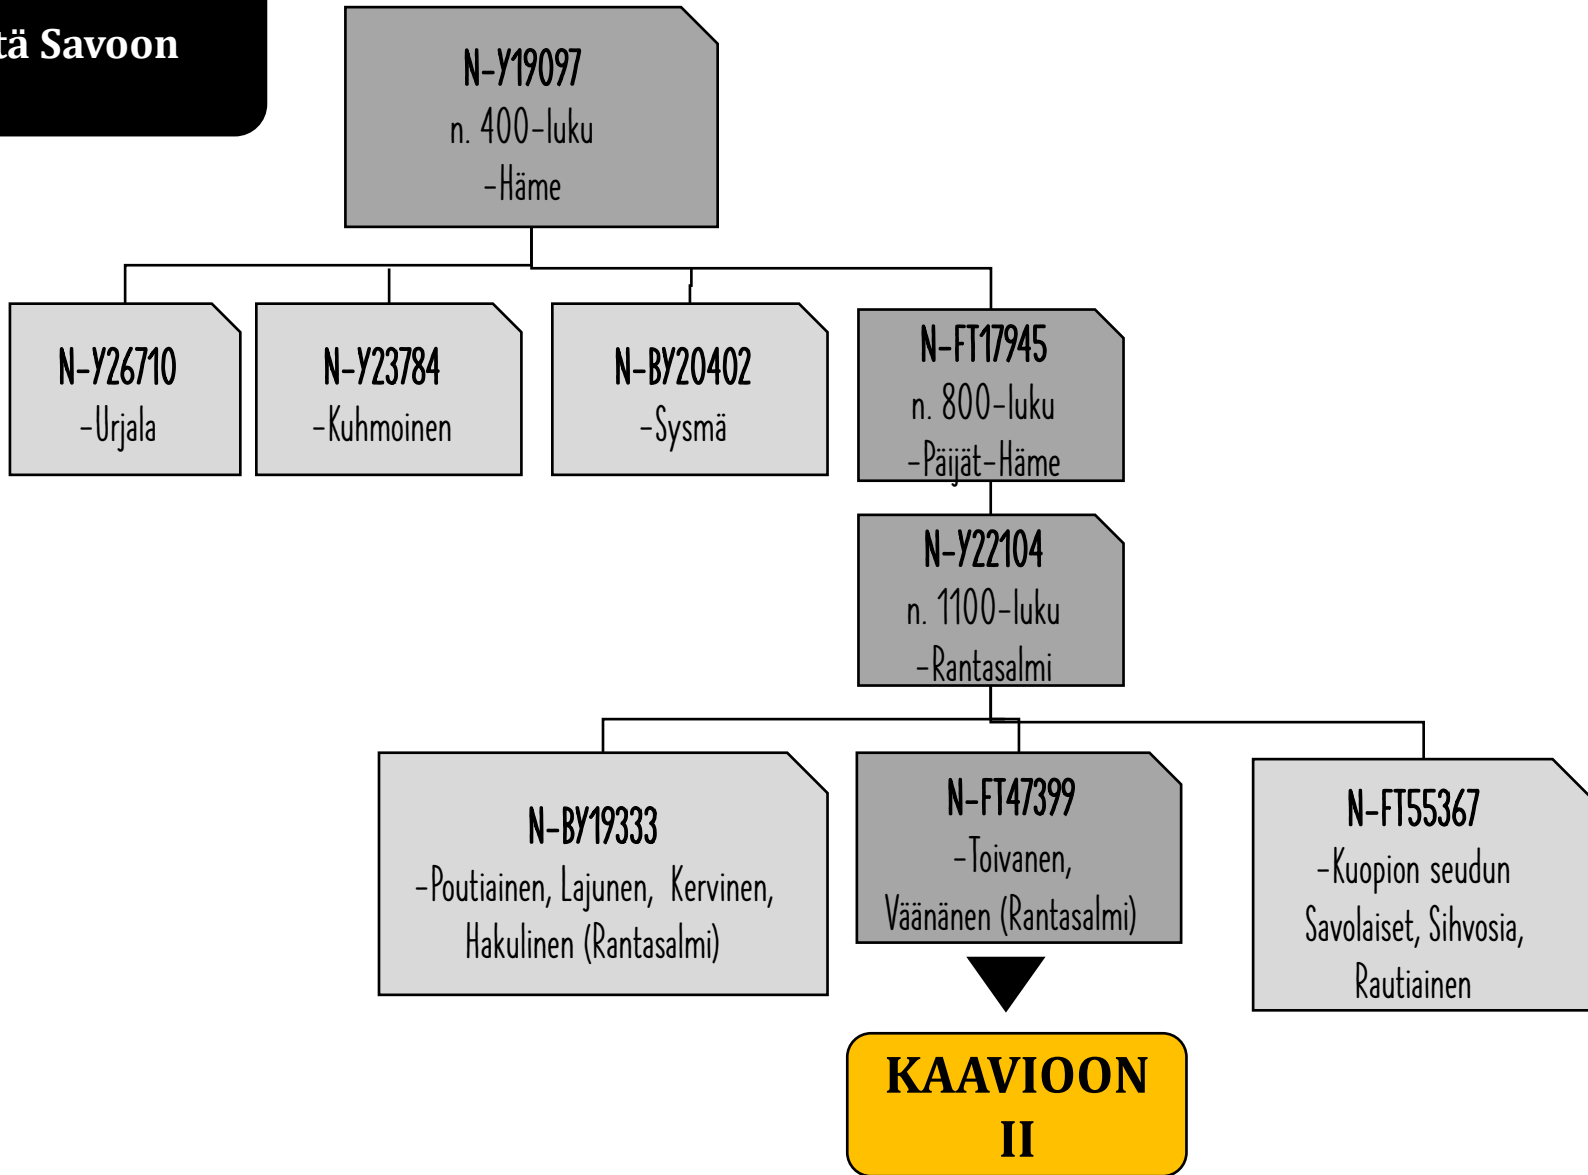 tä Savoon
N-Y19097
n. 400-luku
-Häme
N-Y26710
-Urjala
N-Y23784
-Kuhmoinen
N-BY20402
-Sysmä
N-FT17945
n. 800-luku
-Päijät-Häme
N-Y22104
n. 1100-luku
-Rantasalmi
N-BY19333
-Poutiainen, Lajunen, Kervinen,
Hakulinen (Rantasalmi)
N-FT47399
-Toivanen,
Väänänen (Rantasalmi)
N-FT55367
-Kuopion seudun
Savolaiset, Sihvosia,
Rautiainen
KAAVIOON
II